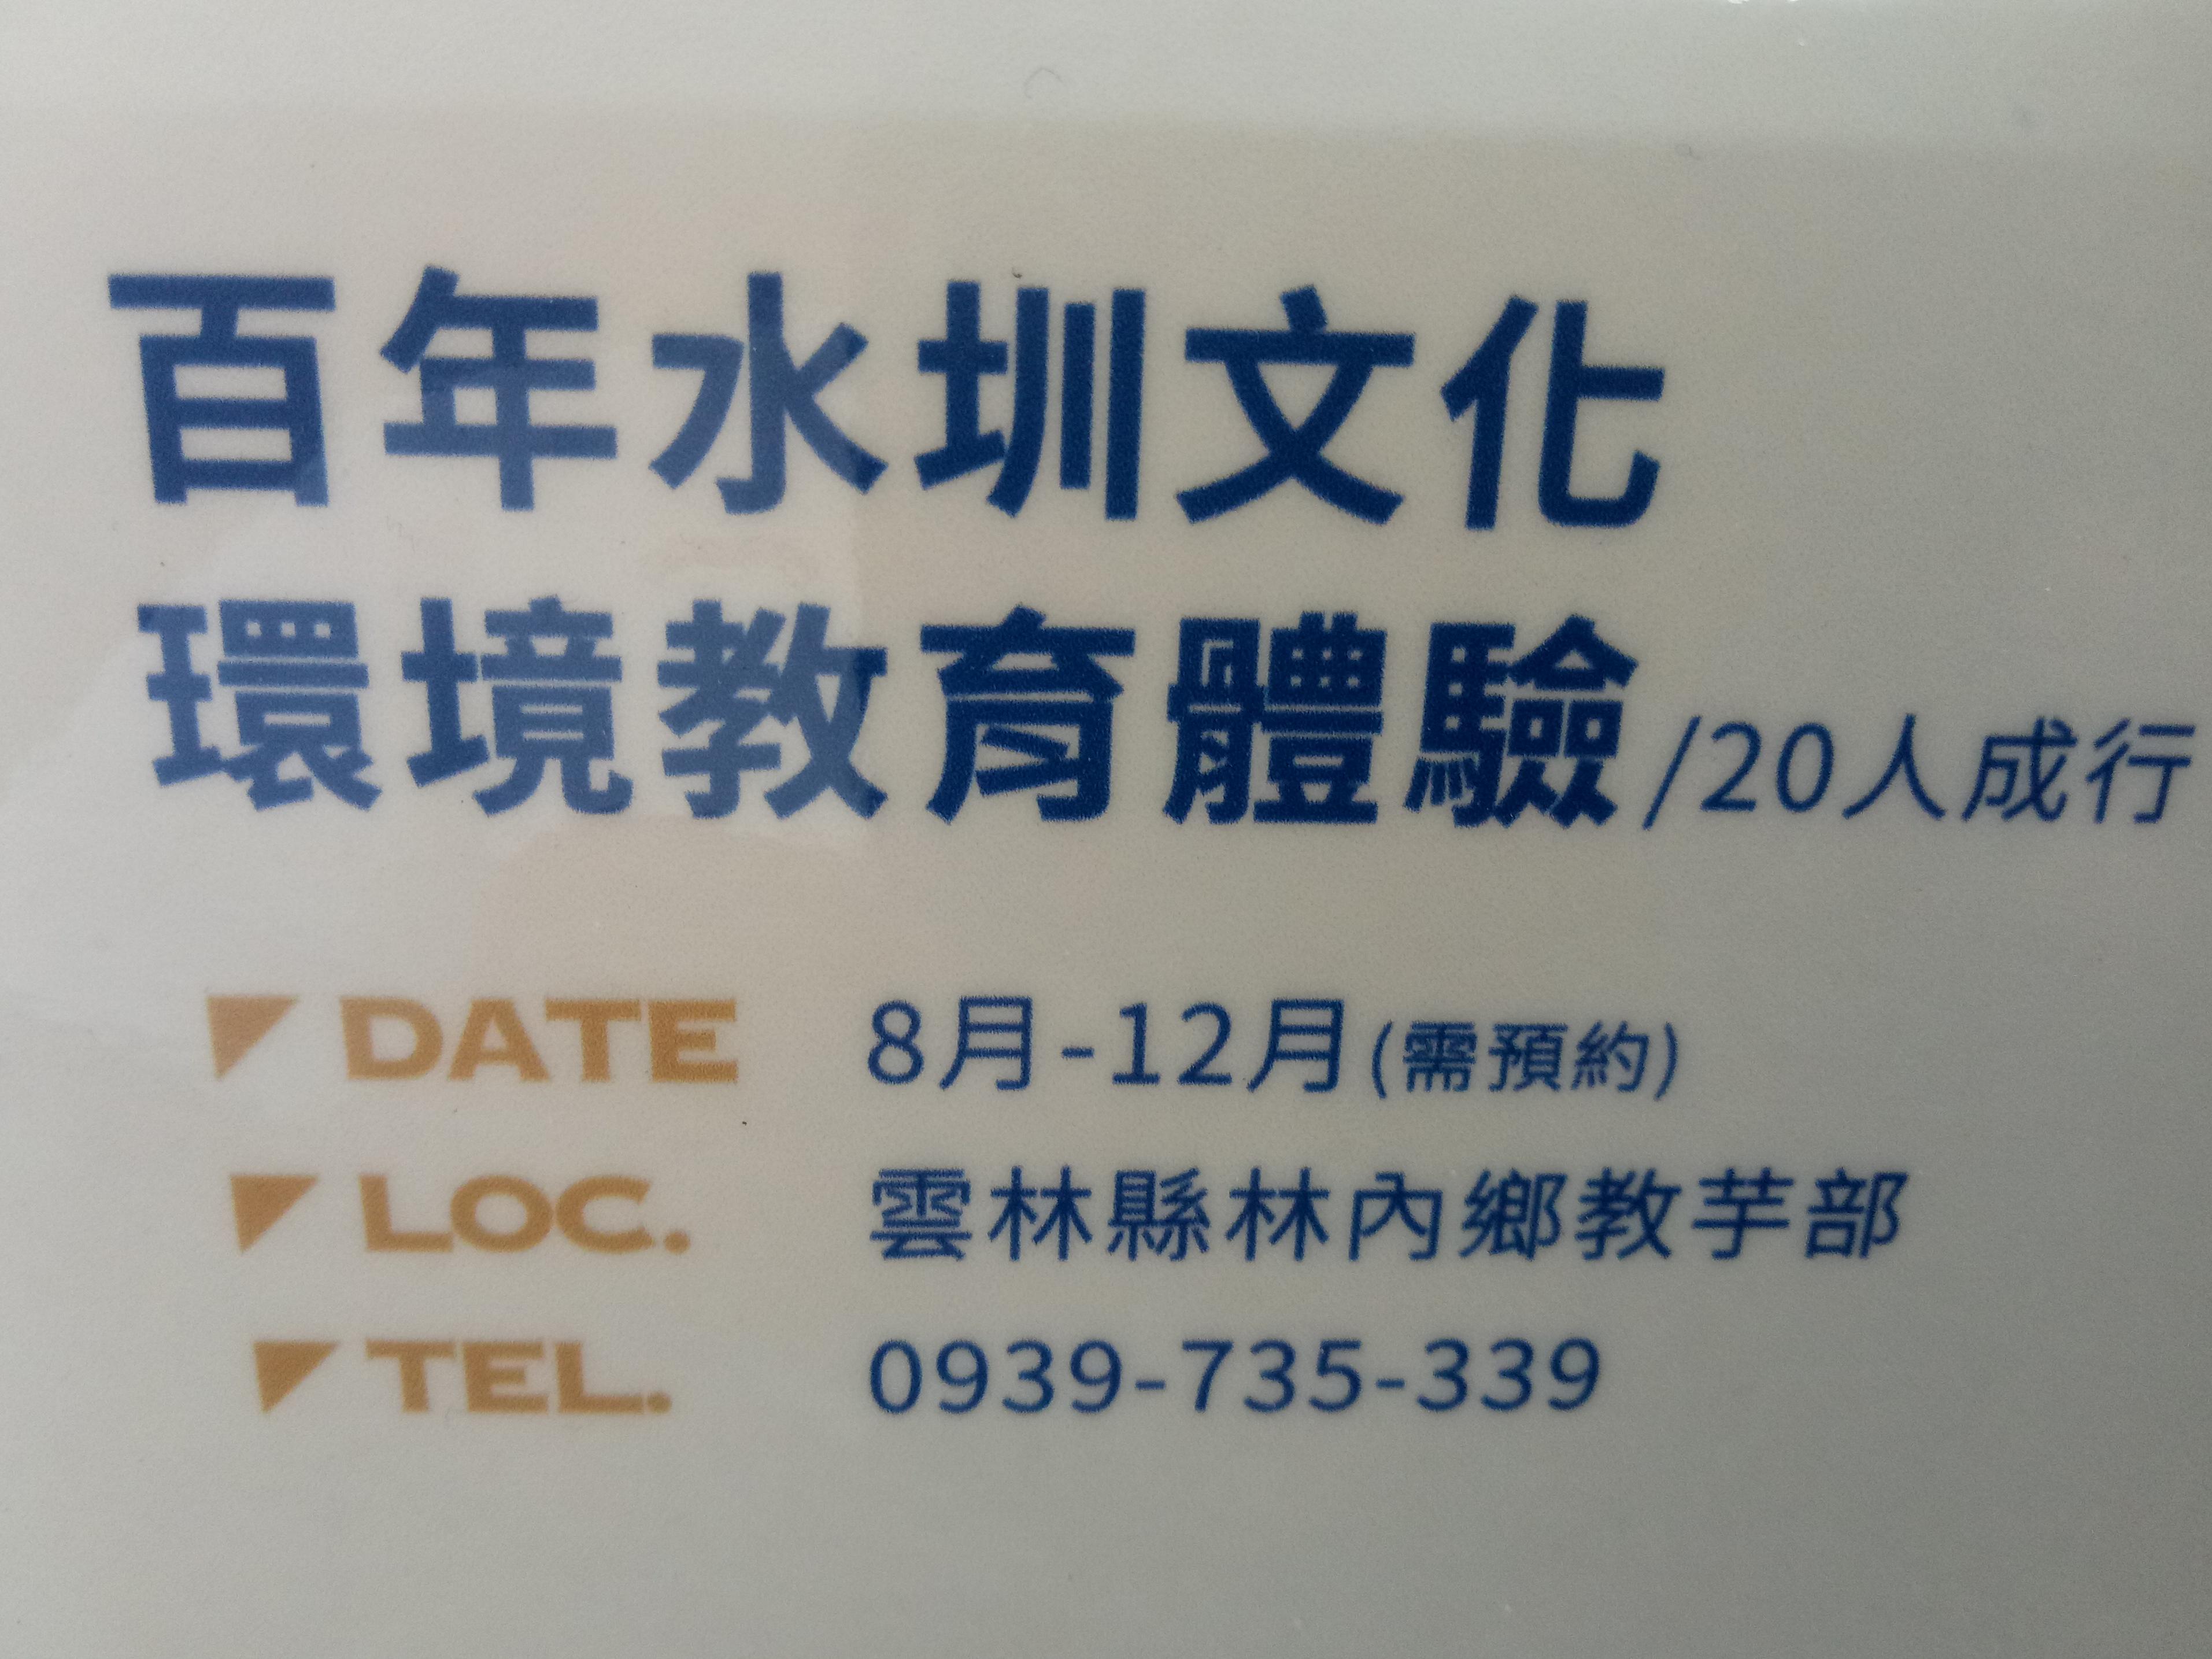 百年水圳文化
環境教育體驗/20人成行
DATE 8月-12月(需預約)
LOC. 雲林縣林內鄉教芋部
TEL. 0939-735-339